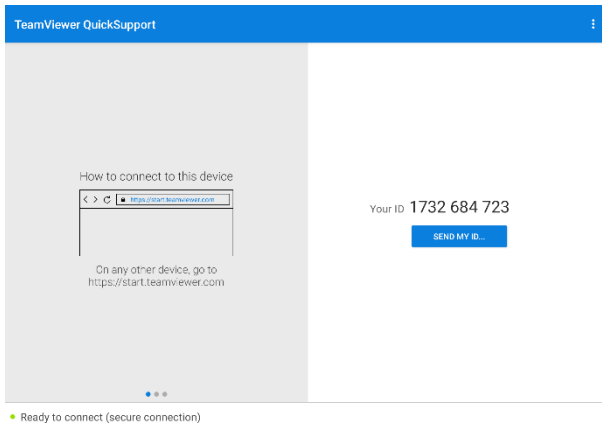 TeamViewer QuickSupport
How to connect to this device
https://start.teamviewer.com
On any other device, go to
https://start.teamviewer.com
Your ID 1732 684 723
SEND MY ID...
Ready to connect (secure connection)